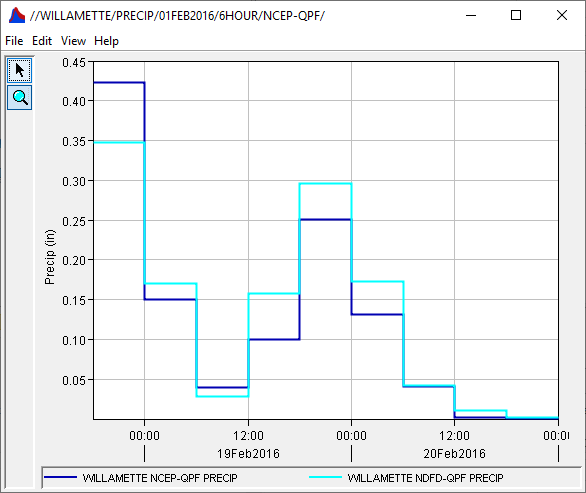 //WILLAMETTE/PRECIP/01FEB2016/6HOUR/NCEP-QPF/
File Edit View Help
0.45
0.40
0.35
0.30
0.25
0.20
0.15
0.10
0.05
Precip (in)
00:00 12:00 00:00 12:00 00:0
19Feb2016 20Feb2016
WILLAMETTE NCEP-QPF PRECIP WILLAMETTE NDFD-QPF PRECIP